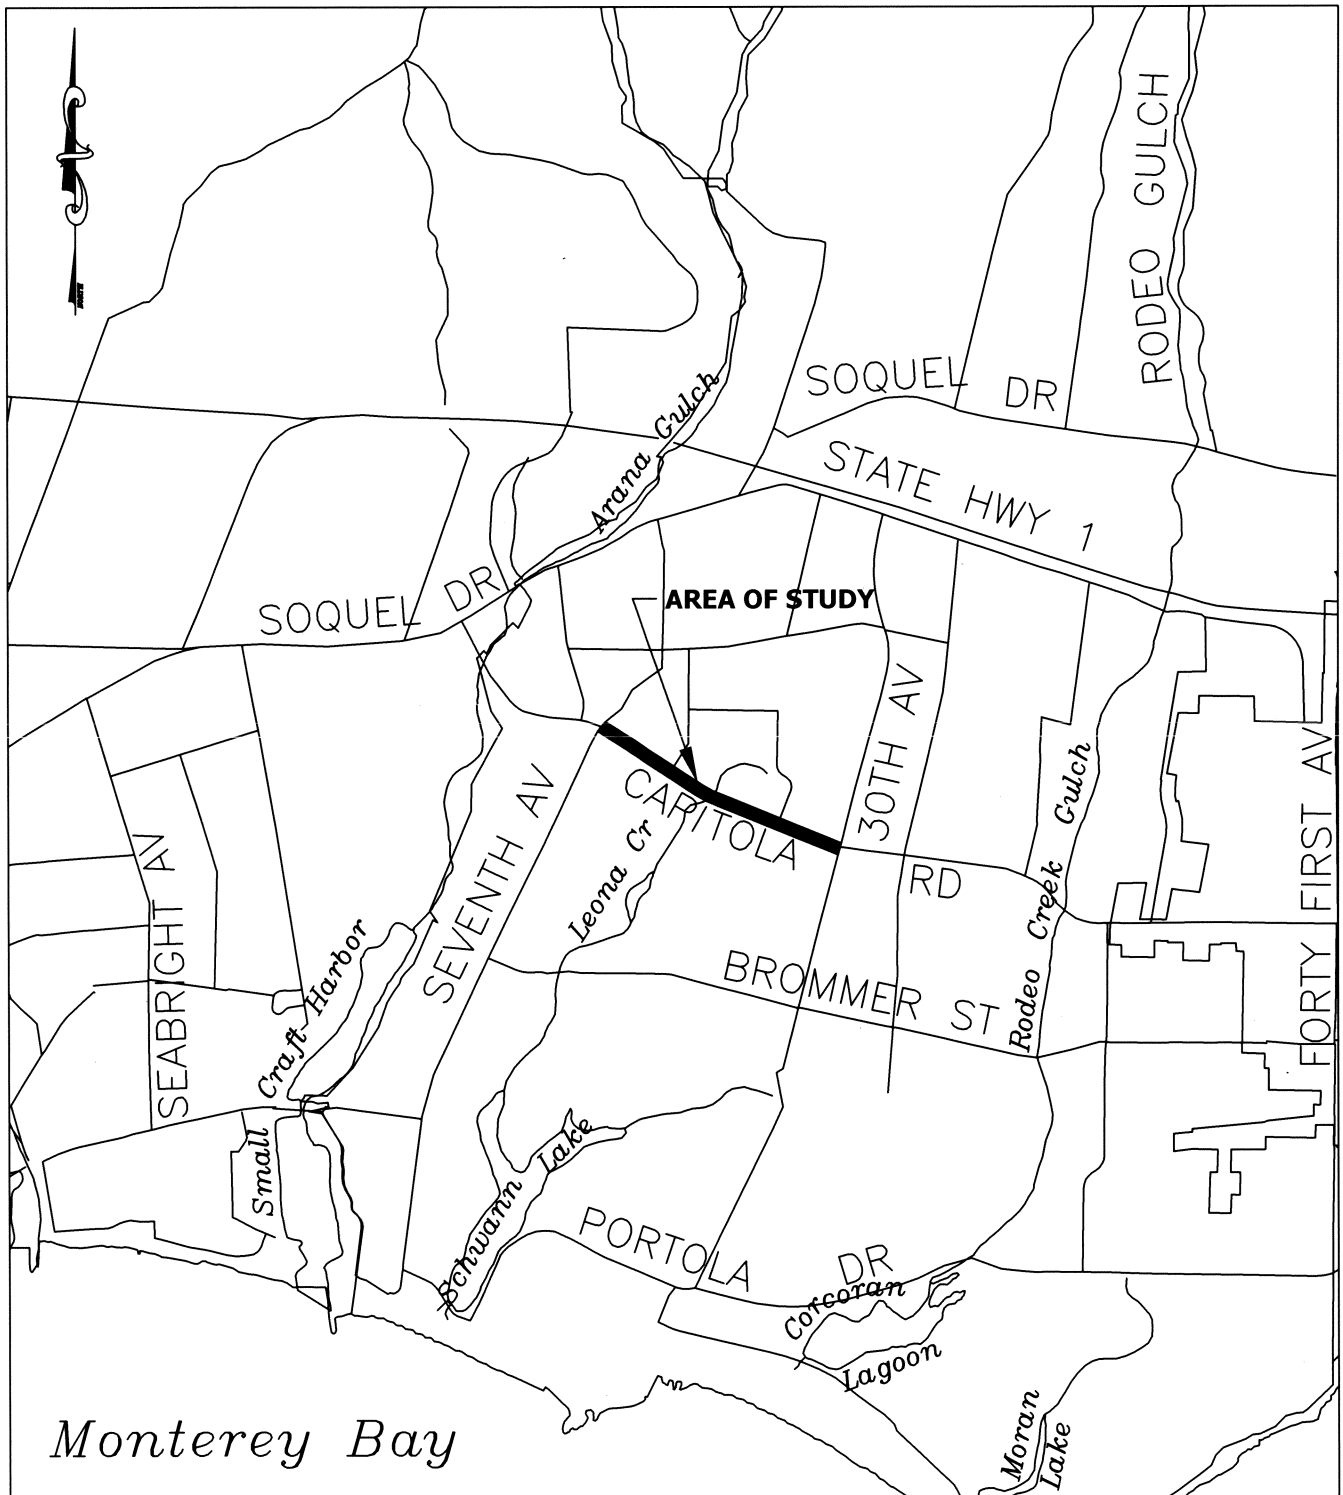 NORTH
RODEO GULCH
SOQUEL DR
Arana Gulch
STATE HWY 1
SOQUEL DR
AREA OF STUDY
30TH AV
CAPITOLA RD
SEVENTH AV
Leona Cr
Rodeo Creek Gulch
FORTY FIRST AV
SEABRIGHT AV
Small Craft Harbor
BROMMER ST
Schwann Lake
PORTOLA DR
Corcoran
Lagoon
Moran
Lake
Monterey Bay